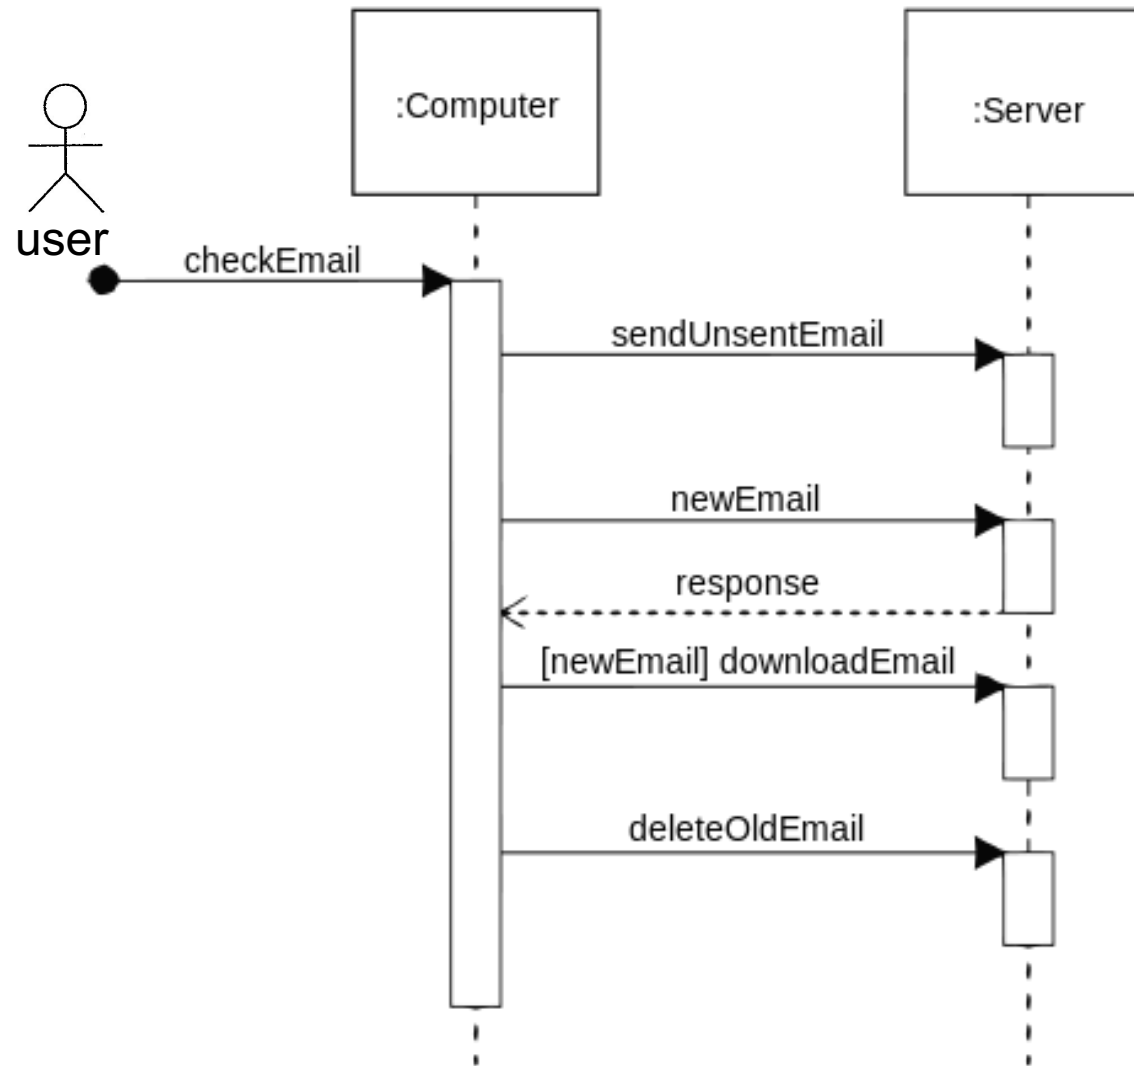 :Computer
:Server
user
checkEmail
sendUnsentEmail
newEmail
response
[newEmail] downloadEmail
deleteOldEmail